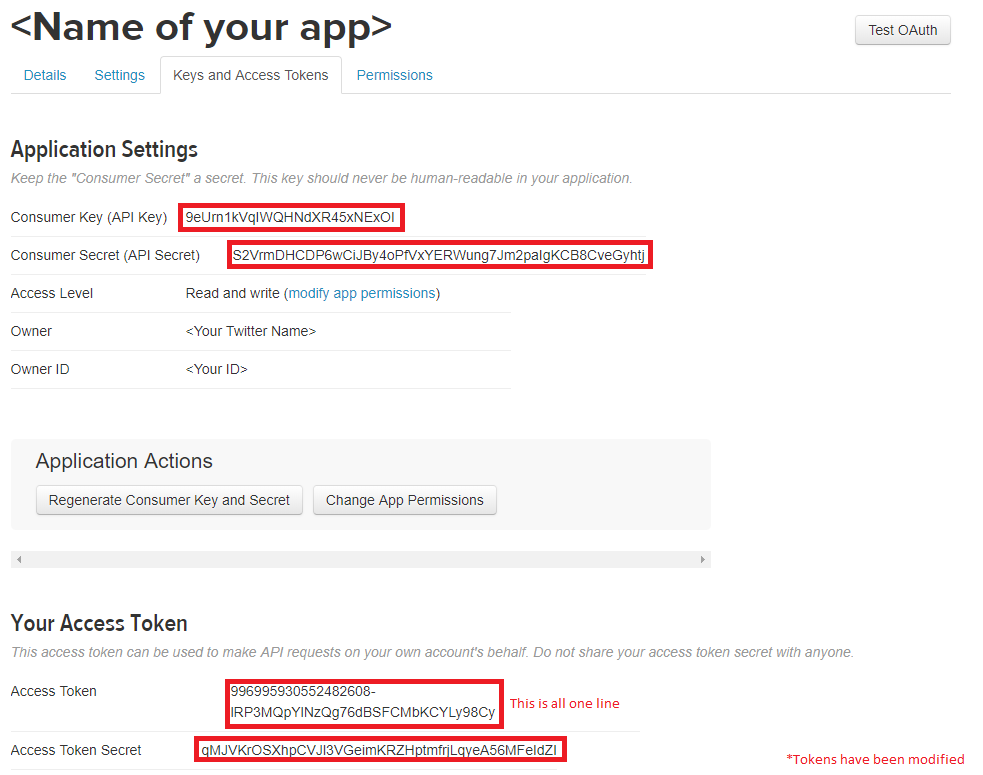 <Name of your app>
Test OAuth
Details Settings Keys and Access Tokens Permissions
Application Settings
Keep the "Consumer Secret" a secret. This key should never be human-readable in your application.
Consumer Key (API Key) 9eUrn1kVqIWQHNdXR45xNExOI
Consumer Secret (API Secret) S2VrmDHCDP6wCiJBy4oPfVxYERWung7Jm2paIgKCB8CveGyhtj
Access Level Read and write (modify app permissions)
Owner <Your Twitter Name>
Owner ID <Your ID>
Application Actions
Regenerate Consumer Key and Secret Change App Permissions
Your Access Token
This access token can be used to make API requests on your own account's behalf. Do not share your access token secret with anyone.
Access Token 996995930552482608-
IRP3MQpYINzQg76dBSFCMbKCYLy98Cy This is all one line
Access Token Secret qMJVKrOSXhpCVJI3VGeimKRZHptmfrjLqyeA56MFeIdZI
*Tokens have been modified